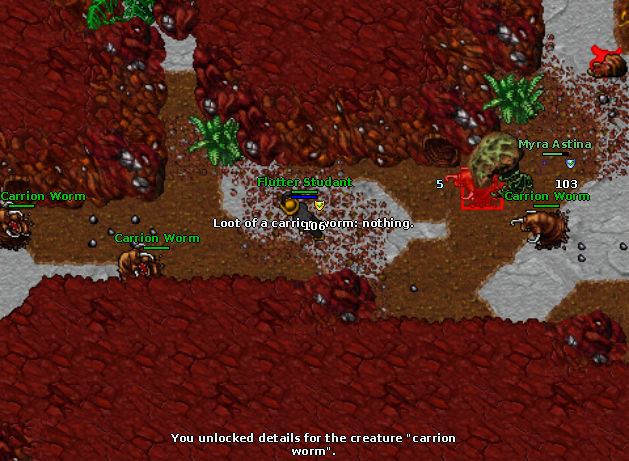 Myra Astina
Flutter Studant
5
103
Carrion Worm
Carrion Worm
Carrion Worm
Loot of a carrion worm: nothing.
You unlocked details for the creature "carrion
worm".